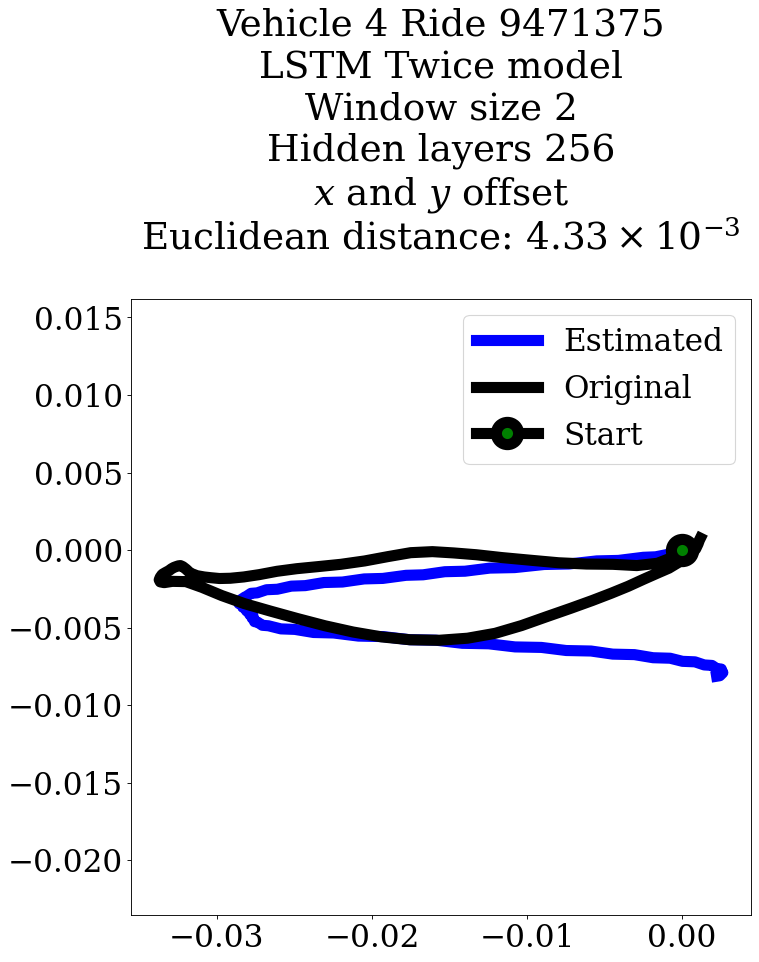 Vehicle 4 Ride 9471375
LSTM Twice model
Window size 2
Hidden layers 256
x and y offset
Euclidean distance: 4.33 × 10⁻³
Estimated
Original
Start
0.015
0.010
0.005
0.000
−0.005
−0.010
−0.015
−0.020
−0.03 −0.02 −0.01 0.00